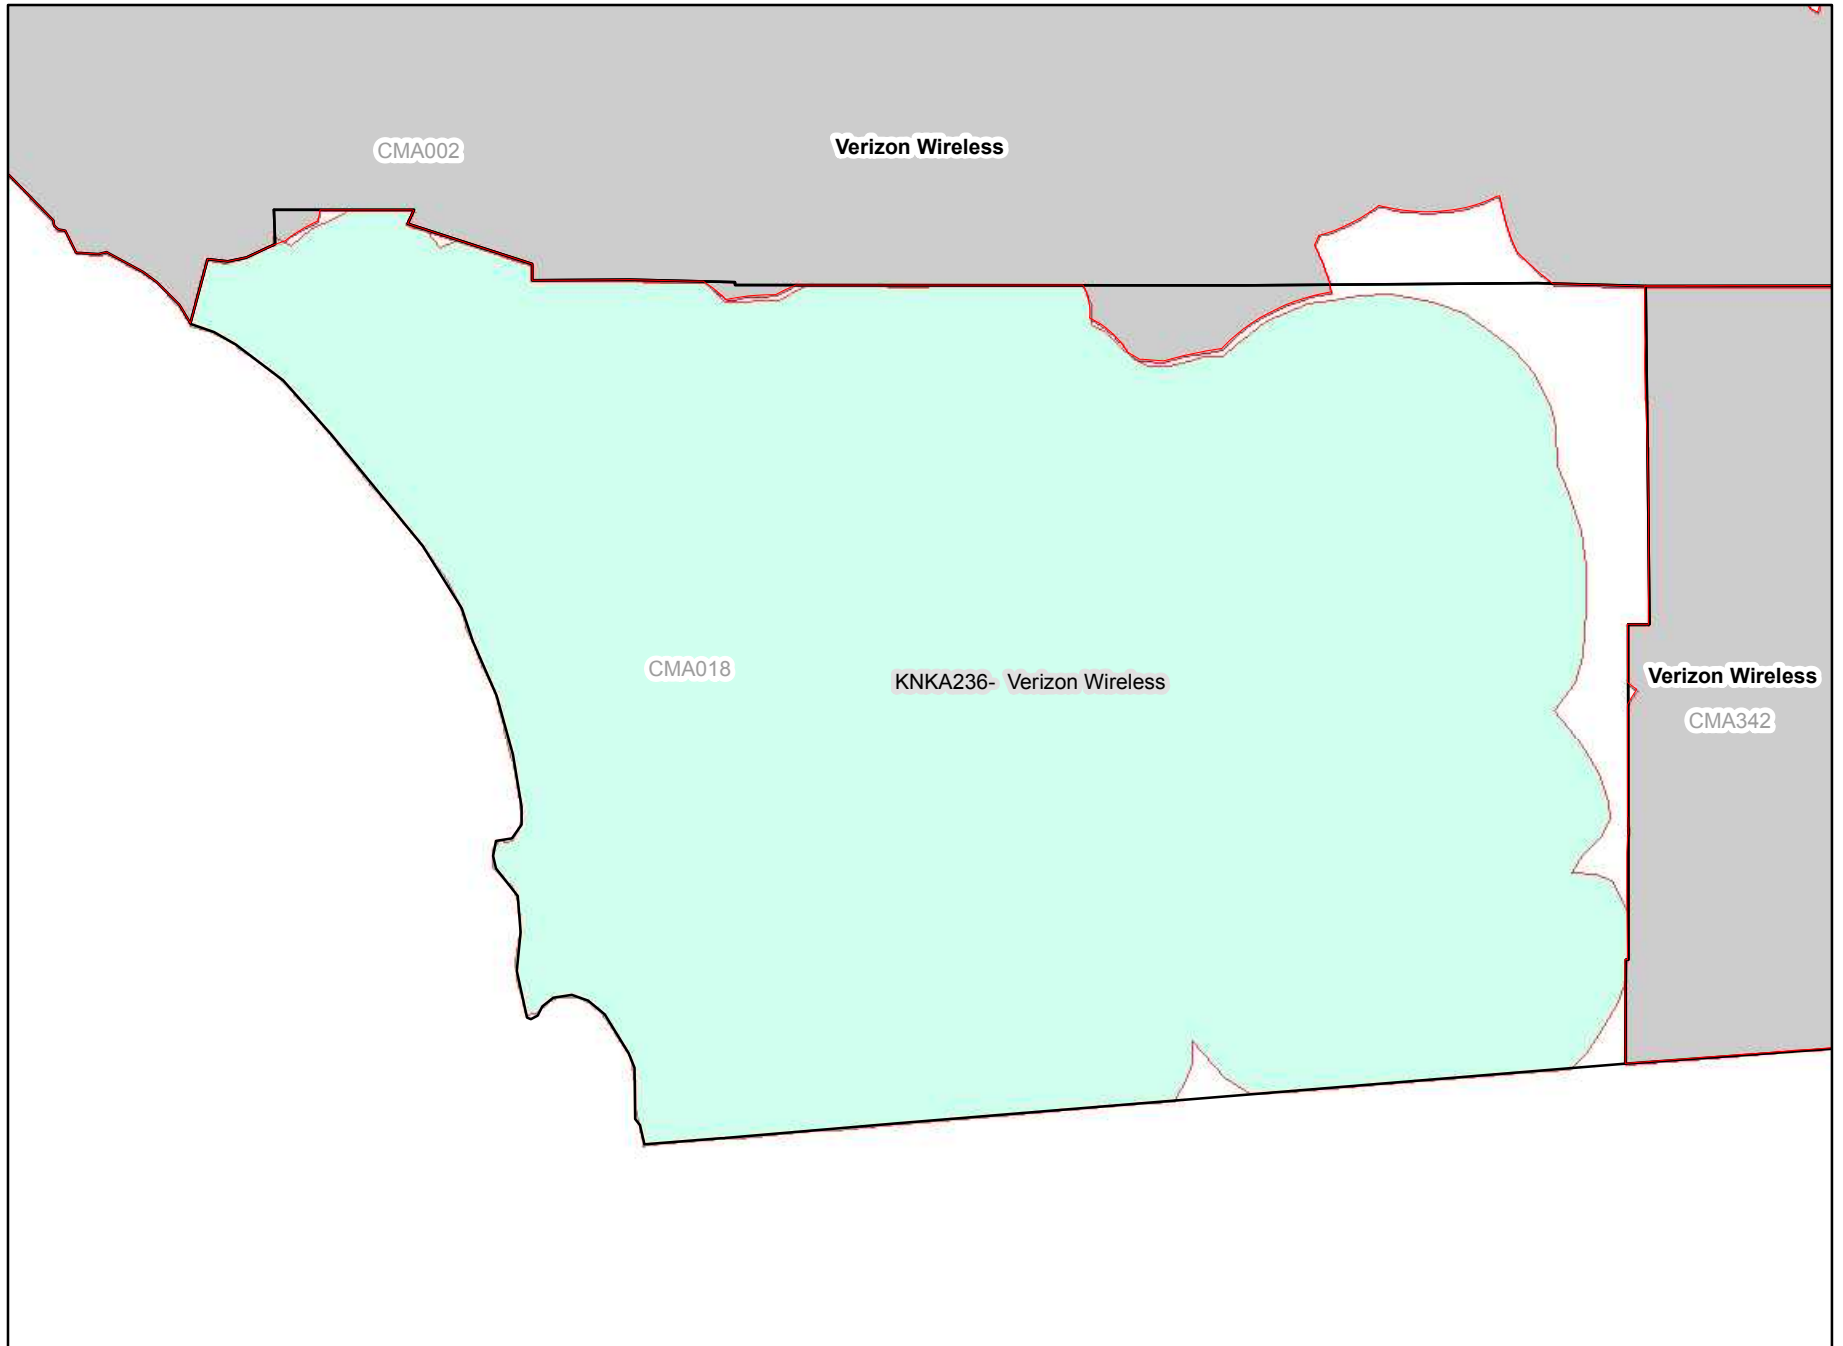 CMA002
Verizon Wireless
CMA018
KNKA236- Verizon Wireless
Verizon Wireless
CMA342